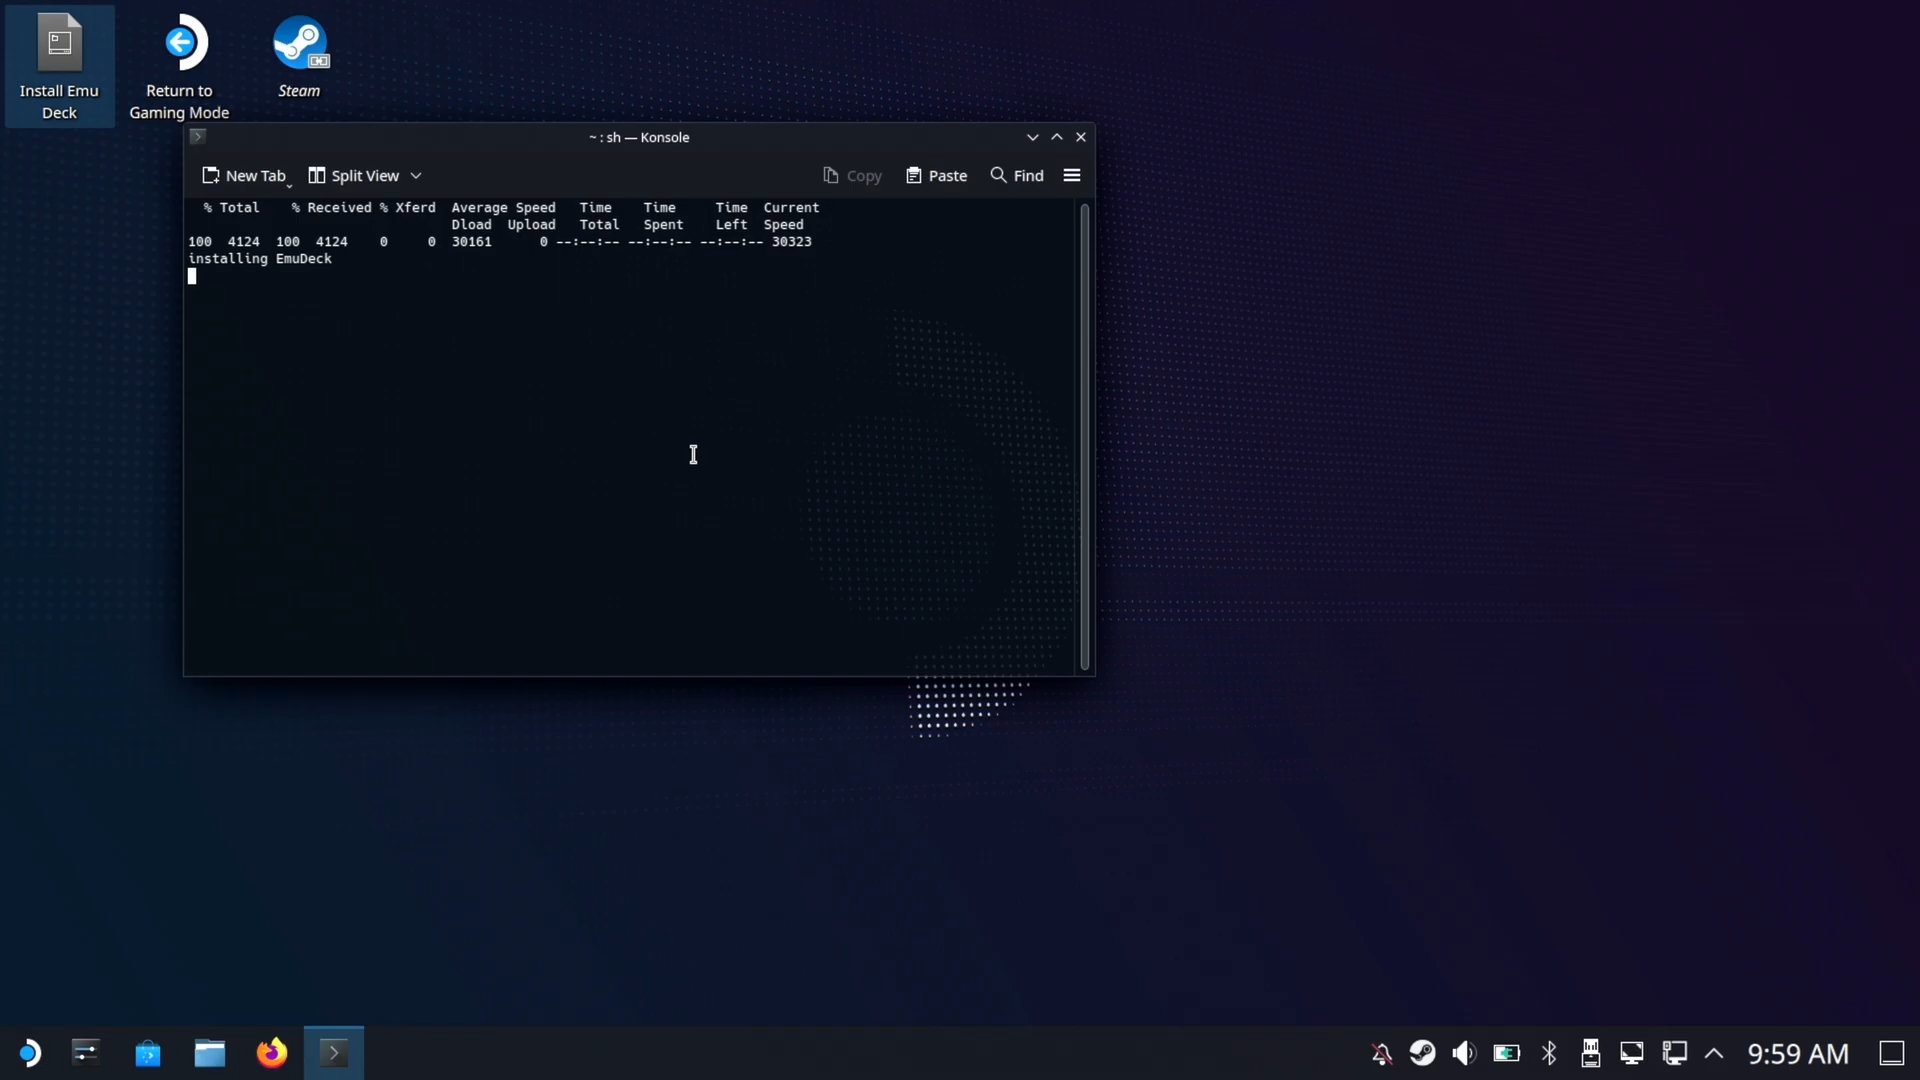 Install Emu
Deck
Return to
Gaming Mode
Steam
~ : sh — Konsole
New Tab
Split View
Copy
Paste
Find
% Total % Received % Xferd Average Speed Time Time Time Current
Dload Upload Total Spent Left Speed
100 4124 100 4124 0 0 30161 0 --:--:-- --:--:-- --:--:-- 30323
installing EmuDeck
9:59 AM